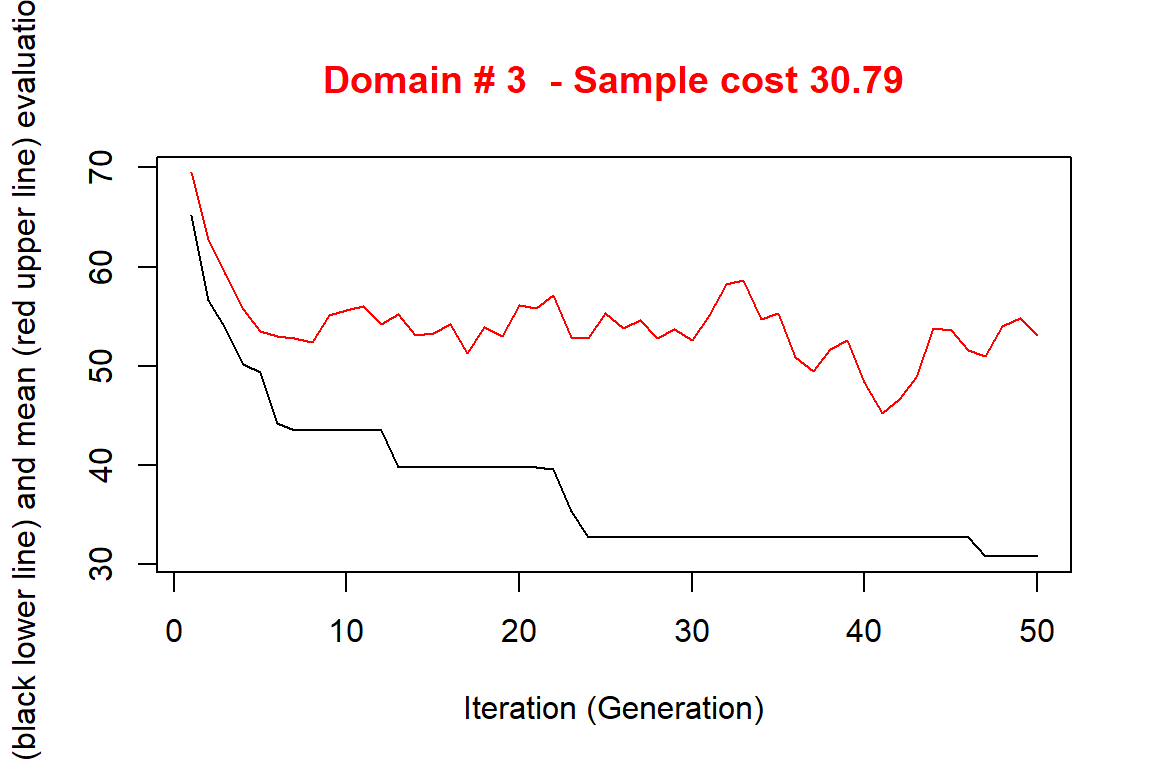 Domain # 3  - Sample cost 30.79
(black lower line) and mean (red upper line) evaluatio
70
60
50
40
30
0 10 20 30 40 50
Iteration (Generation)